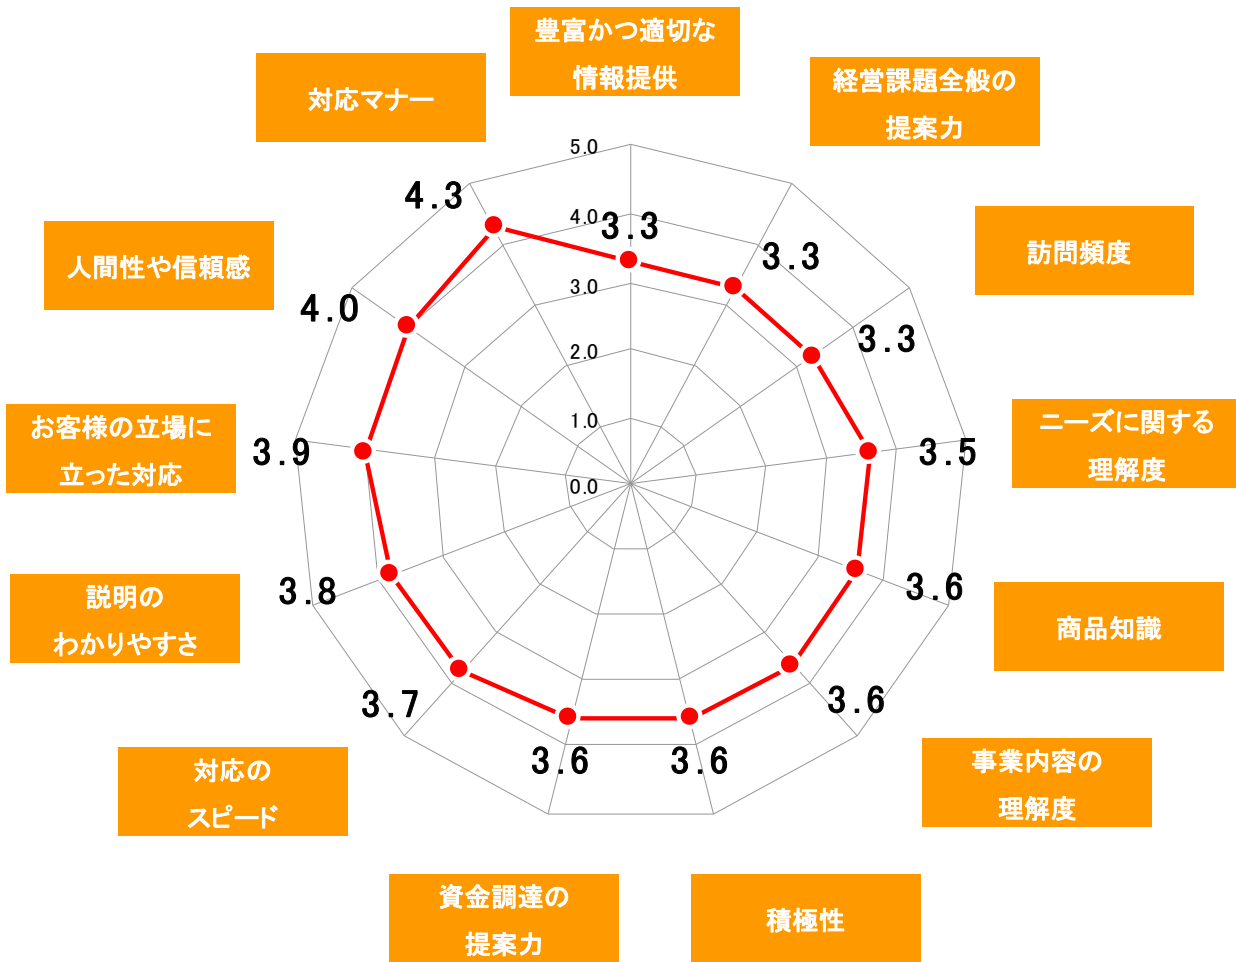 豊富かつ適切な
情報提供
経営課題全般の
提案力
訪問頻度
ニーズに関する
理解度
商品知識
事業内容の
理解度
積極性
資金調達の
提案力
対応の
スピード
説明の
わかりやすさ
お客様の立場に
立った対応
人間性や信頼感
対応マナー
5.0
4.0
3.0
2.0
1.0
0.0
3.3
3.3
3.3
3.5
3.6
3.6
3.6
3.6
3.7
3.8
3.9
4.0
4.3